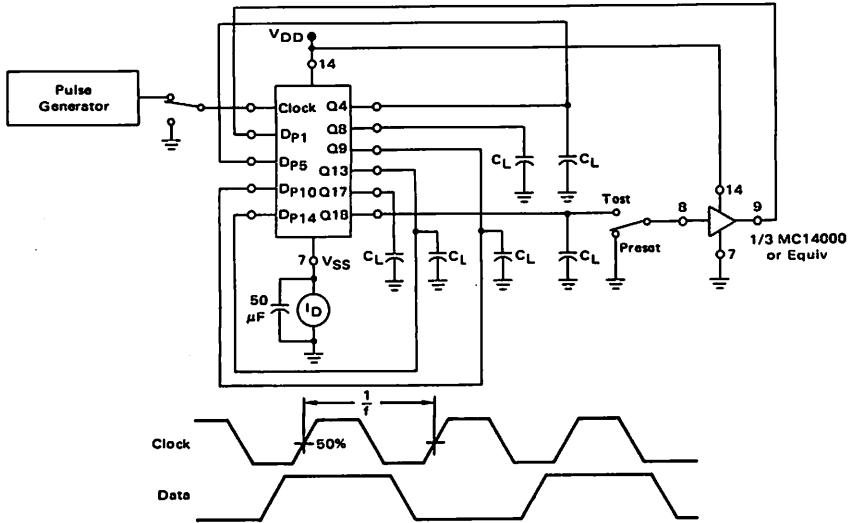 VDD
14
Pulse
Generator
Clock
Q4
DP1
Q8
Q9
DP5
Q13
DP10
Q17
DP14
Q18
CL
CL
CL
CL
CL
CL
7
VSS
50
μF
ID
Test
Preset
8
14
9
7
1/3 MC14000
or Equiv
1
f
Clock
50%
Data